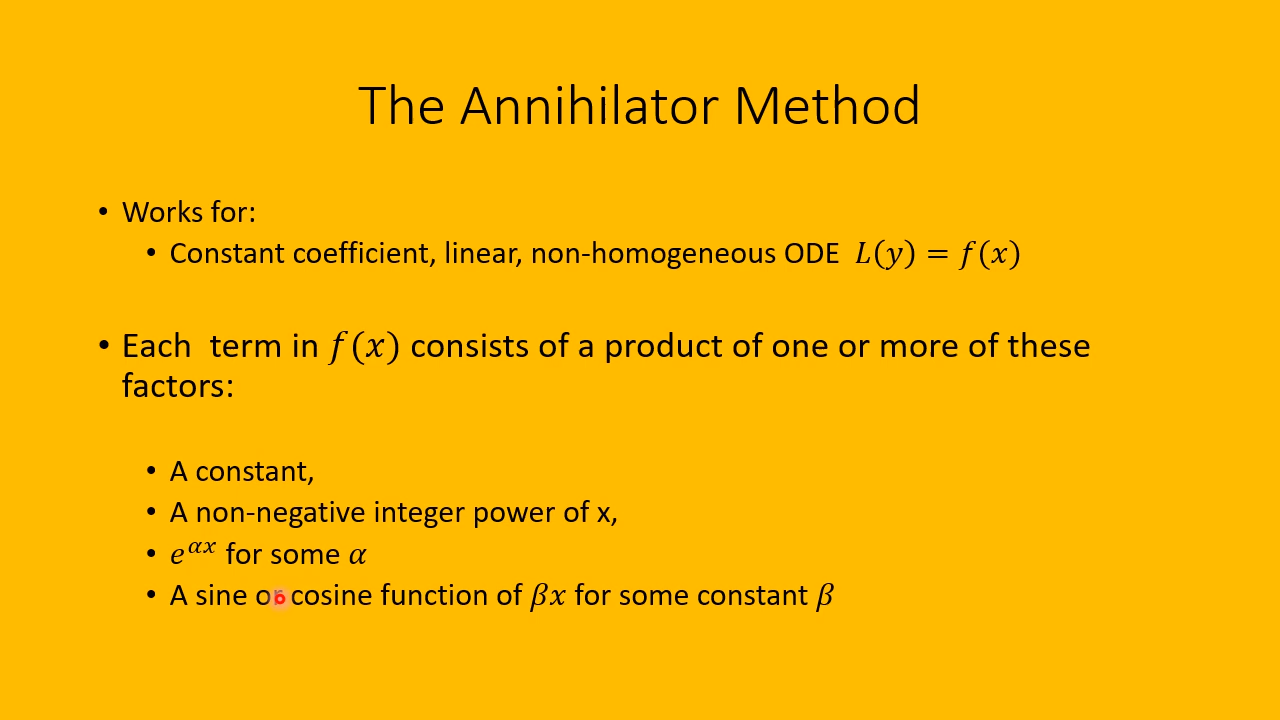 The Annihilator Method
• Works for:
• Constant coefficient, linear, non-homogeneous ODE L(y) = f(x)
• Each term in f(x) consists of a product of one or more of these
factors:
• A constant,
• A non-negative integer power of x,
• e^{αx} for some α
• A sine or cosine function of βx for some constant β